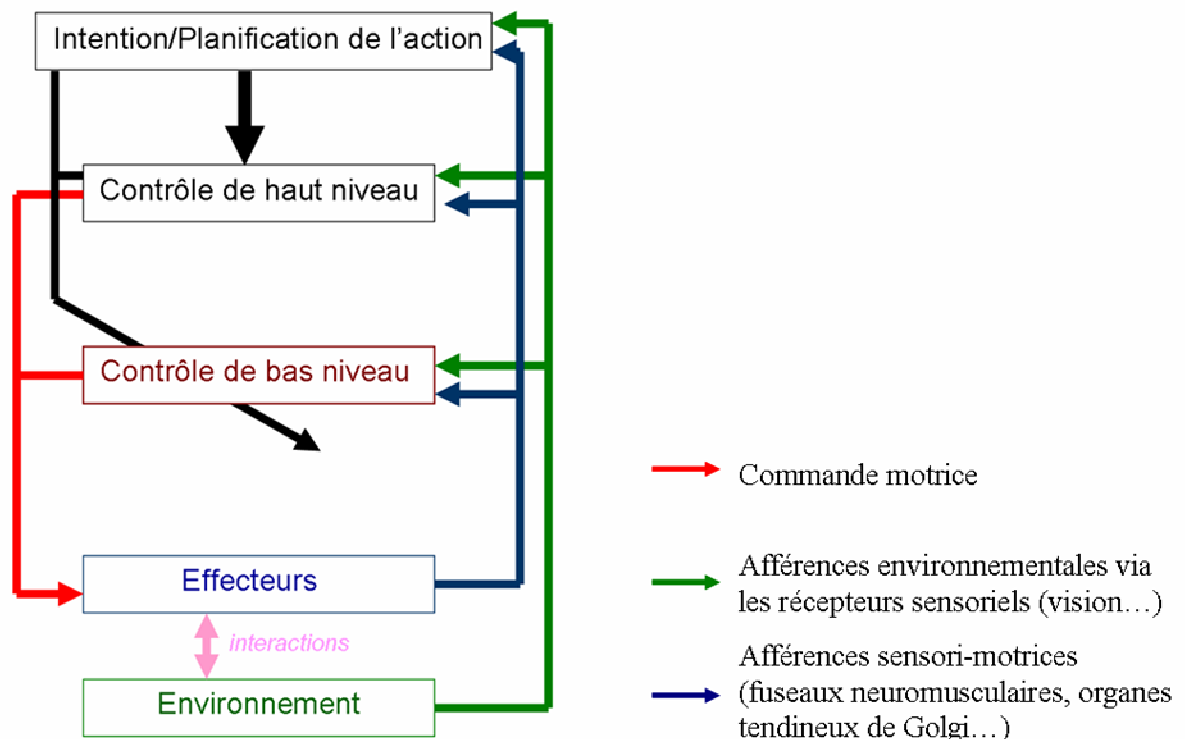 Intention/Planification de l'action
Contrôle de haut niveau
Contrôle de bas niveau
Effecteurs
interactions
Environnement
Commande motrice
Afférences environnementales via
les récepteurs sensoriels (vision…)
Afférences sensori-motrices
(fuseaux neuromusculaires, organes
tendineux de Golgi…)